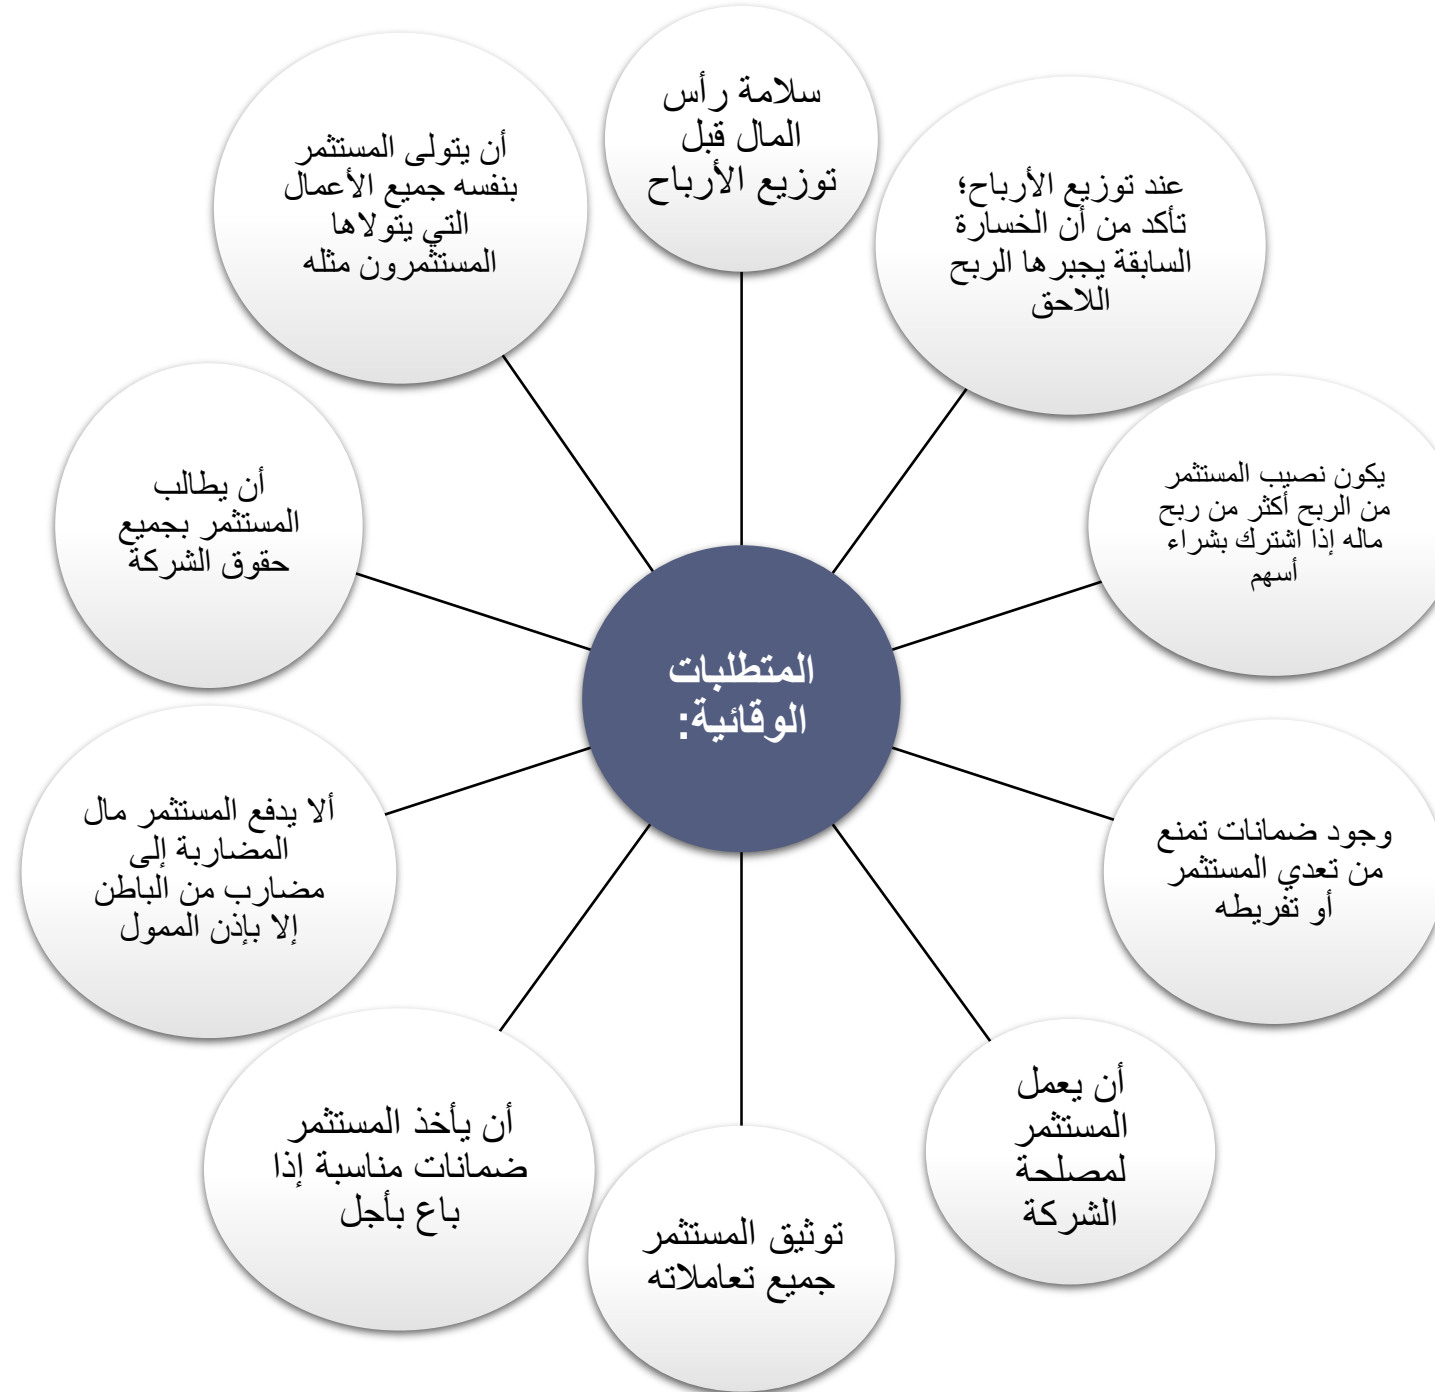 المتطلبات
الوقائية:
سلامة رأس
المال قبل
توزيع الأرباح
عند توزيع الأرباح؛
تأكد من أن الخسارة
السابقة يجبرها الربح
اللاحق
يكون نصيب المستثمر
من الربح أكثر من ربح
ماله إذا اشترك بشراء
أسهم
وجود ضمانات تمنع
من تعدي المستثمر
أو تفريطه
أن يعمل
المستثمر
لمصلحة
الشركة
توثيق المستثمر
جميع تعاملاته
أن يأخذ المستثمر
ضمانات مناسبة إذا
باع بأجل
ألا يدفع المستثمر مال
المضاربة إلى
مضارب من الباطن
إلا بإذن الممول
أن يطالب
المستثمر بجميع
حقوق الشركة
أن يتولى المستثمر
بنفسه جميع الأعمال
التي يتولاها
المستثمرون مثله